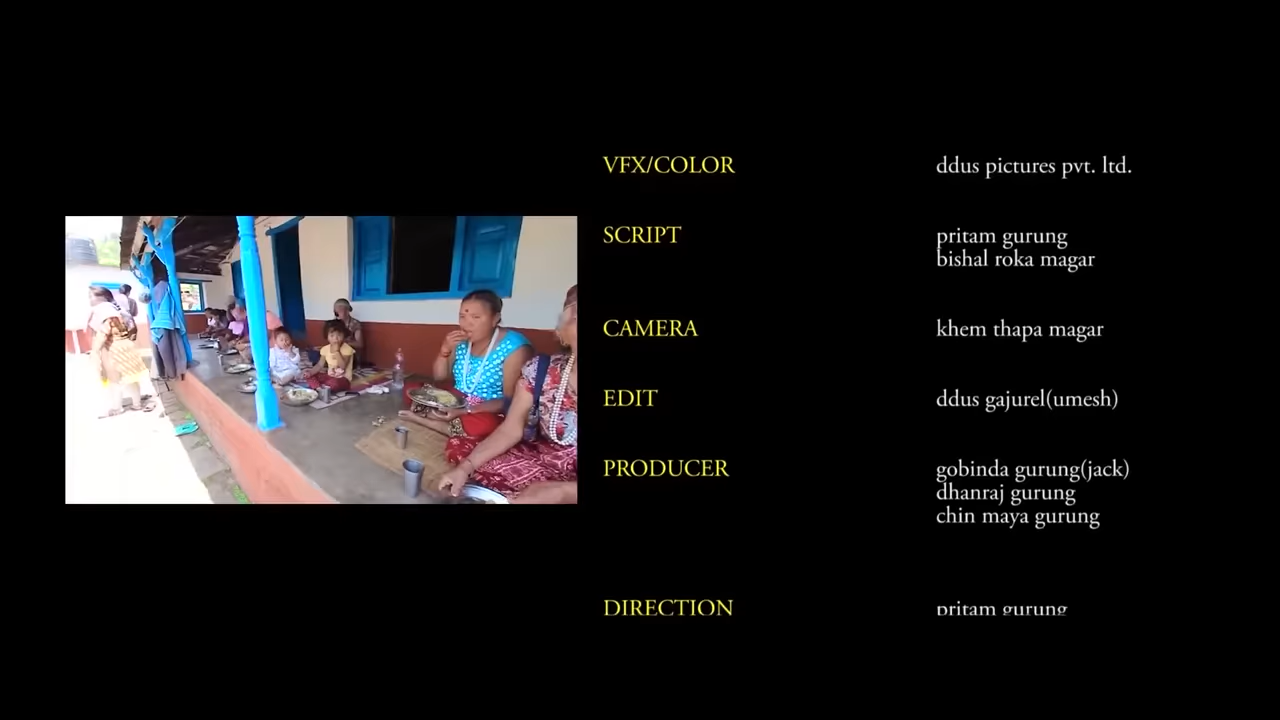 VFX/COLOR ddus pictures pvt. ltd.
SCRIPT pritam gurung
bishal roka magar
CAMERA khem thapa magar
EDIT ddus gajurel(umesh)
PRODUCER gobinda gurung(jack)
dhanraj gurung
chin maya gurung
DIRECTION pritam gurung